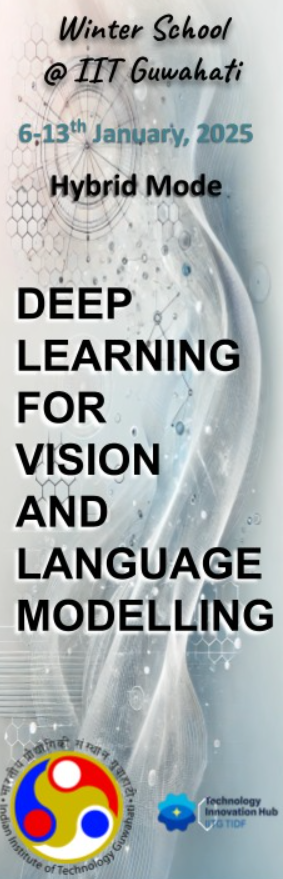 Winter School
@ IIT Guwahati
6-13th January, 2025
Hybrid Mode
DEEP
LEARNING
FOR
VISION
AND
LANGUAGE
MODELLING
भारतीय प्रौद्योगिकी संस्थान गुवाहाटी
Indian Institute of Technology Guwahati
Technology
Innovation Hub
IITG TIDF